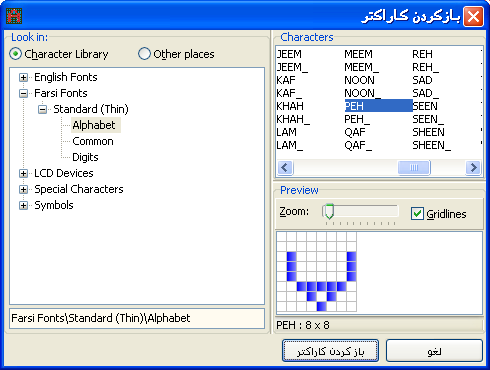 بازکردن کاراکتر
Look in:
Character Library
Other places
English Fonts
Farsi Fonts
Standard (Thin)
Alphabet
Common
Digits
LCD Devices
Special Characters
Symbols
Farsi Fonts\Standard (Thin)\Alphabet
Characters
JEEM MEEM REH
JEEM_ MEEM_ REH_
KAF NOON SAD
KAF_ NOON_ SAD_
KHAH PEH SEEN
KHAH_ PEH_ SEEN_
LAM QAF SHEEN
LAM_ QAF_ SHEEN_
Preview
Zoom:
Gridlines
PEH : 8 x 8
باز کردن کاراکتر
لغو